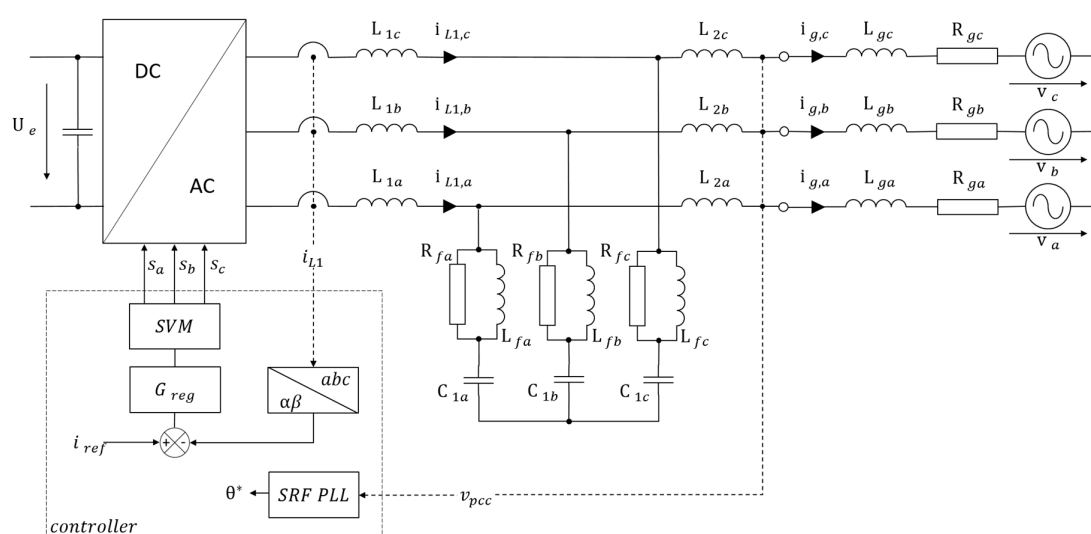 L 1c i L1,c L 2c i g,c L gc R gc
DC
v c
U e
L 1b i L1,b L 2b i g,b L gb R gb
v b
AC
L 1a i L1,a L 2a i g,a L ga R ga
v a
s a s b s c
i L1
R fa R fb R fc
SVM
L fa L fb L fc
G reg
abc
αβ
C 1a C 1b C 1c
i ref + -
θ* SRF PLL v pcc
controller